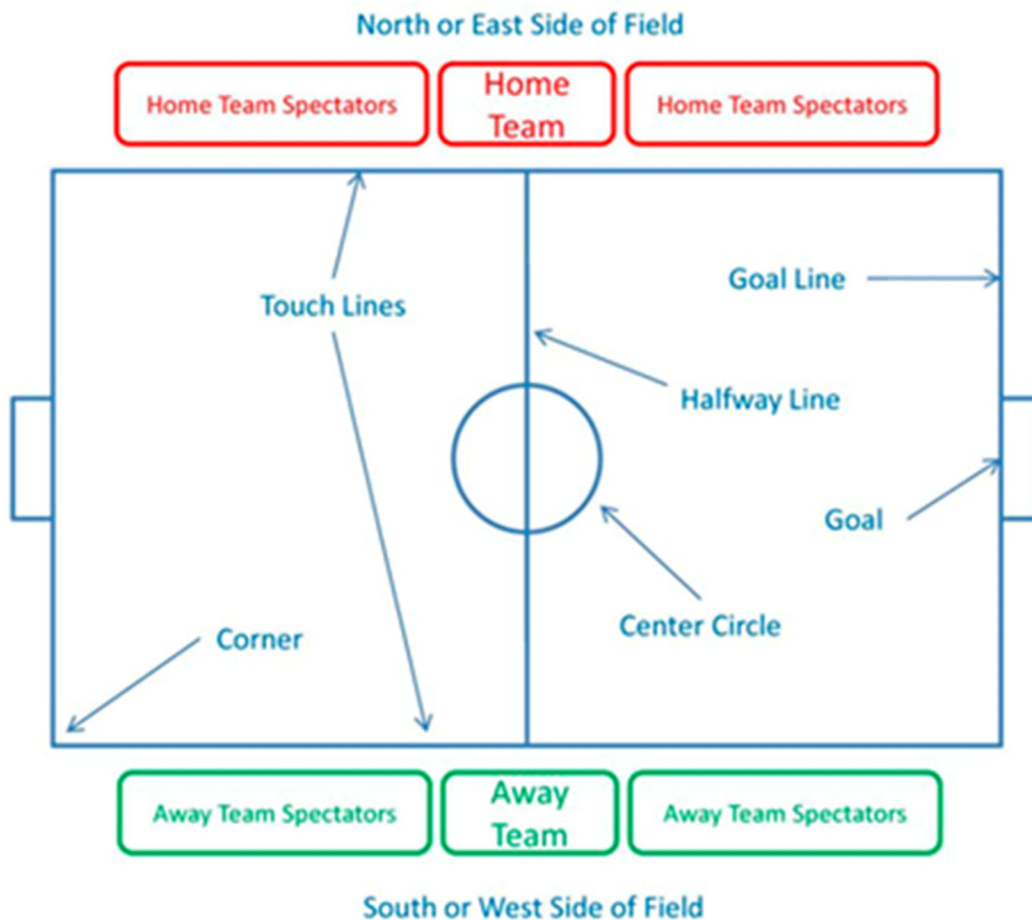 North or East Side of Field
Home Team Spectators
Home
Team
Home Team Spectators
Goal Line
Touch Lines
Halfway Line
Goal
Center Circle
Corner
Away Team Spectators
Away
Team
Away Team Spectators
South or West Side of Field